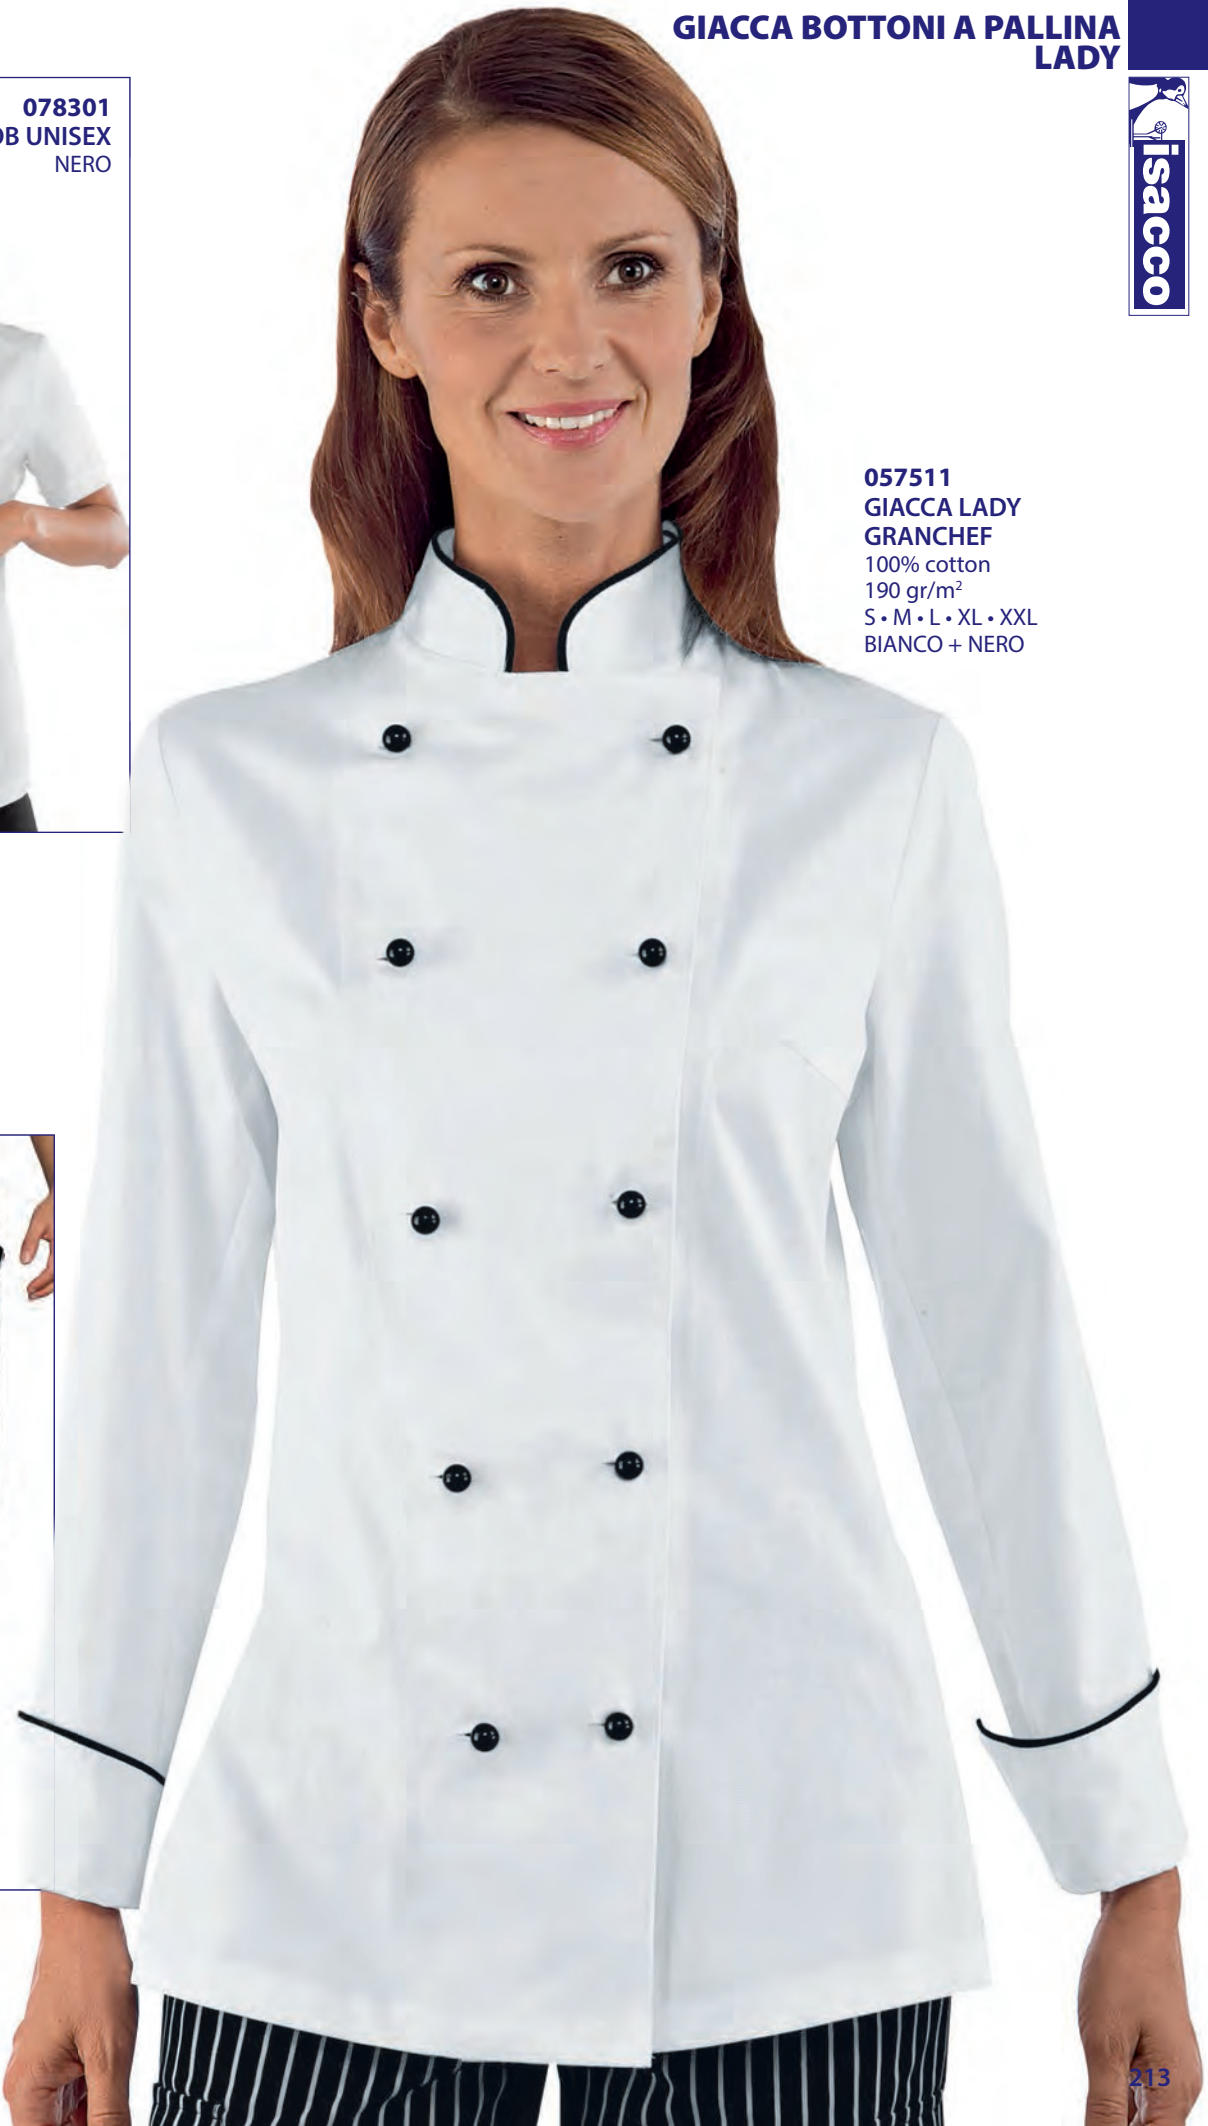 GIACCA BOTTONI A PALLINA
LADY
078301
UNISEX
NERO
isacco
057511
GIACCA LADY
GRANCHEF
100% cotton
190 gr/m²
S • M • L • XL • XXL
BIANCO + NERO
213